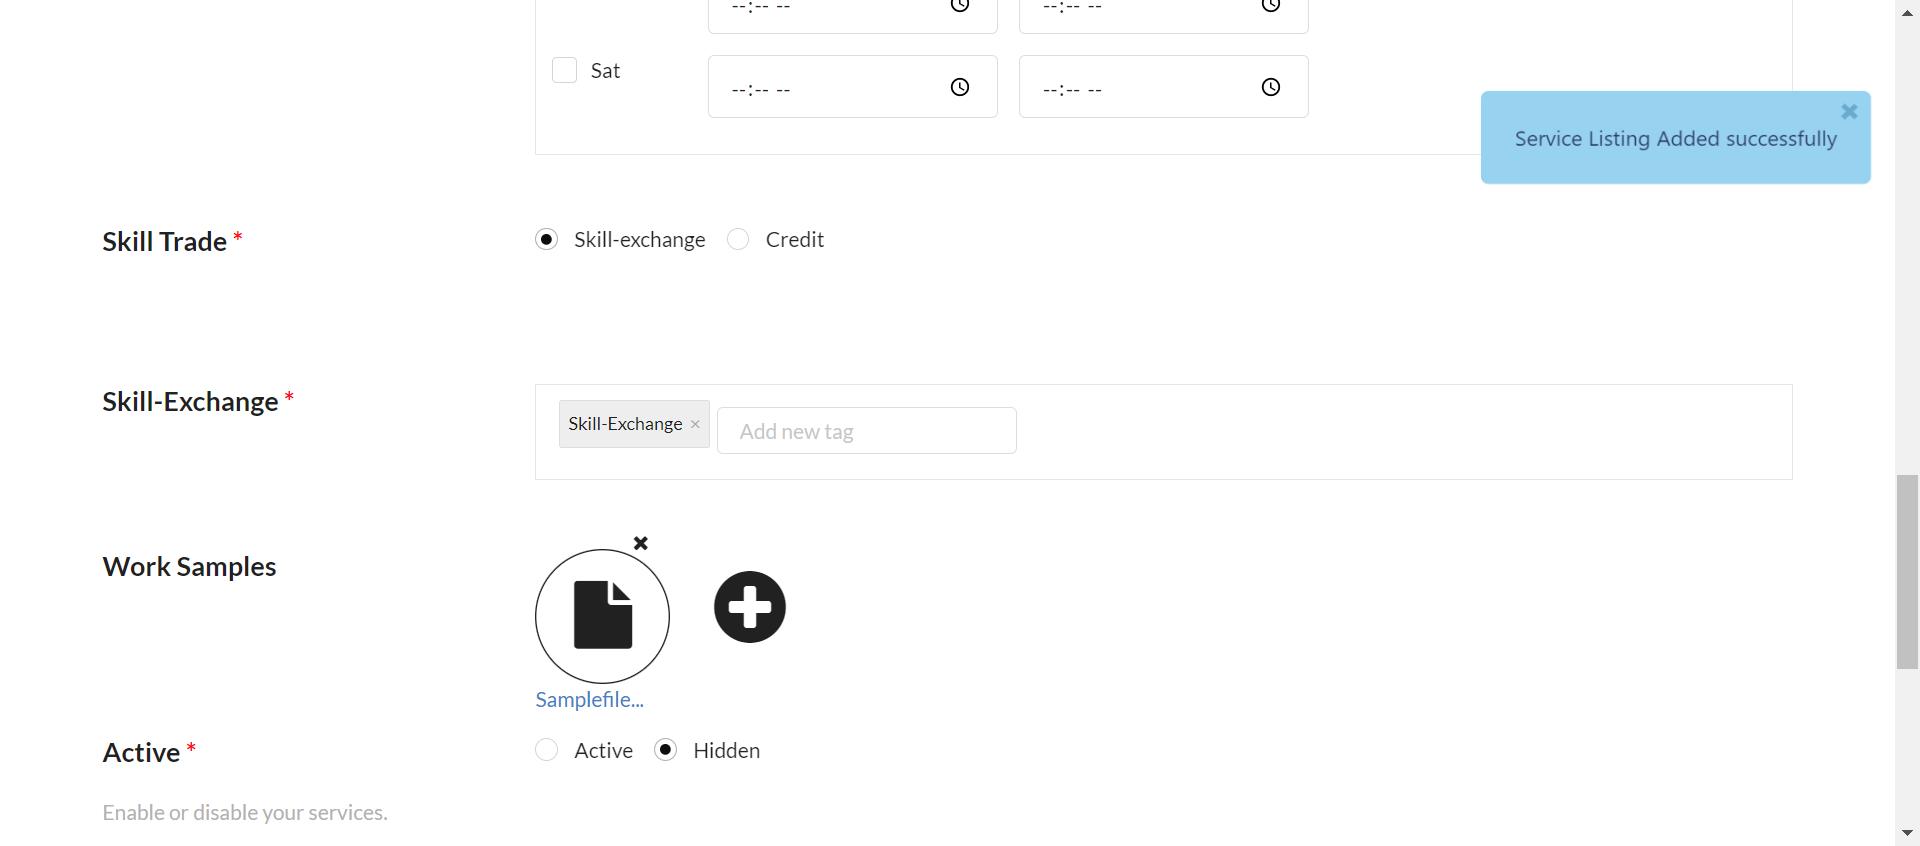 --:-- -- --:-- --
Sat --:-- -- --:-- --
Service Listing Added successfully
Skill Trade * Skill-exchange Credit
Skill-Exchange * Skill-Exchange × Add new tag
Work Samples
Samplefile...
Active * Active Hidden
Enable or disable your services.